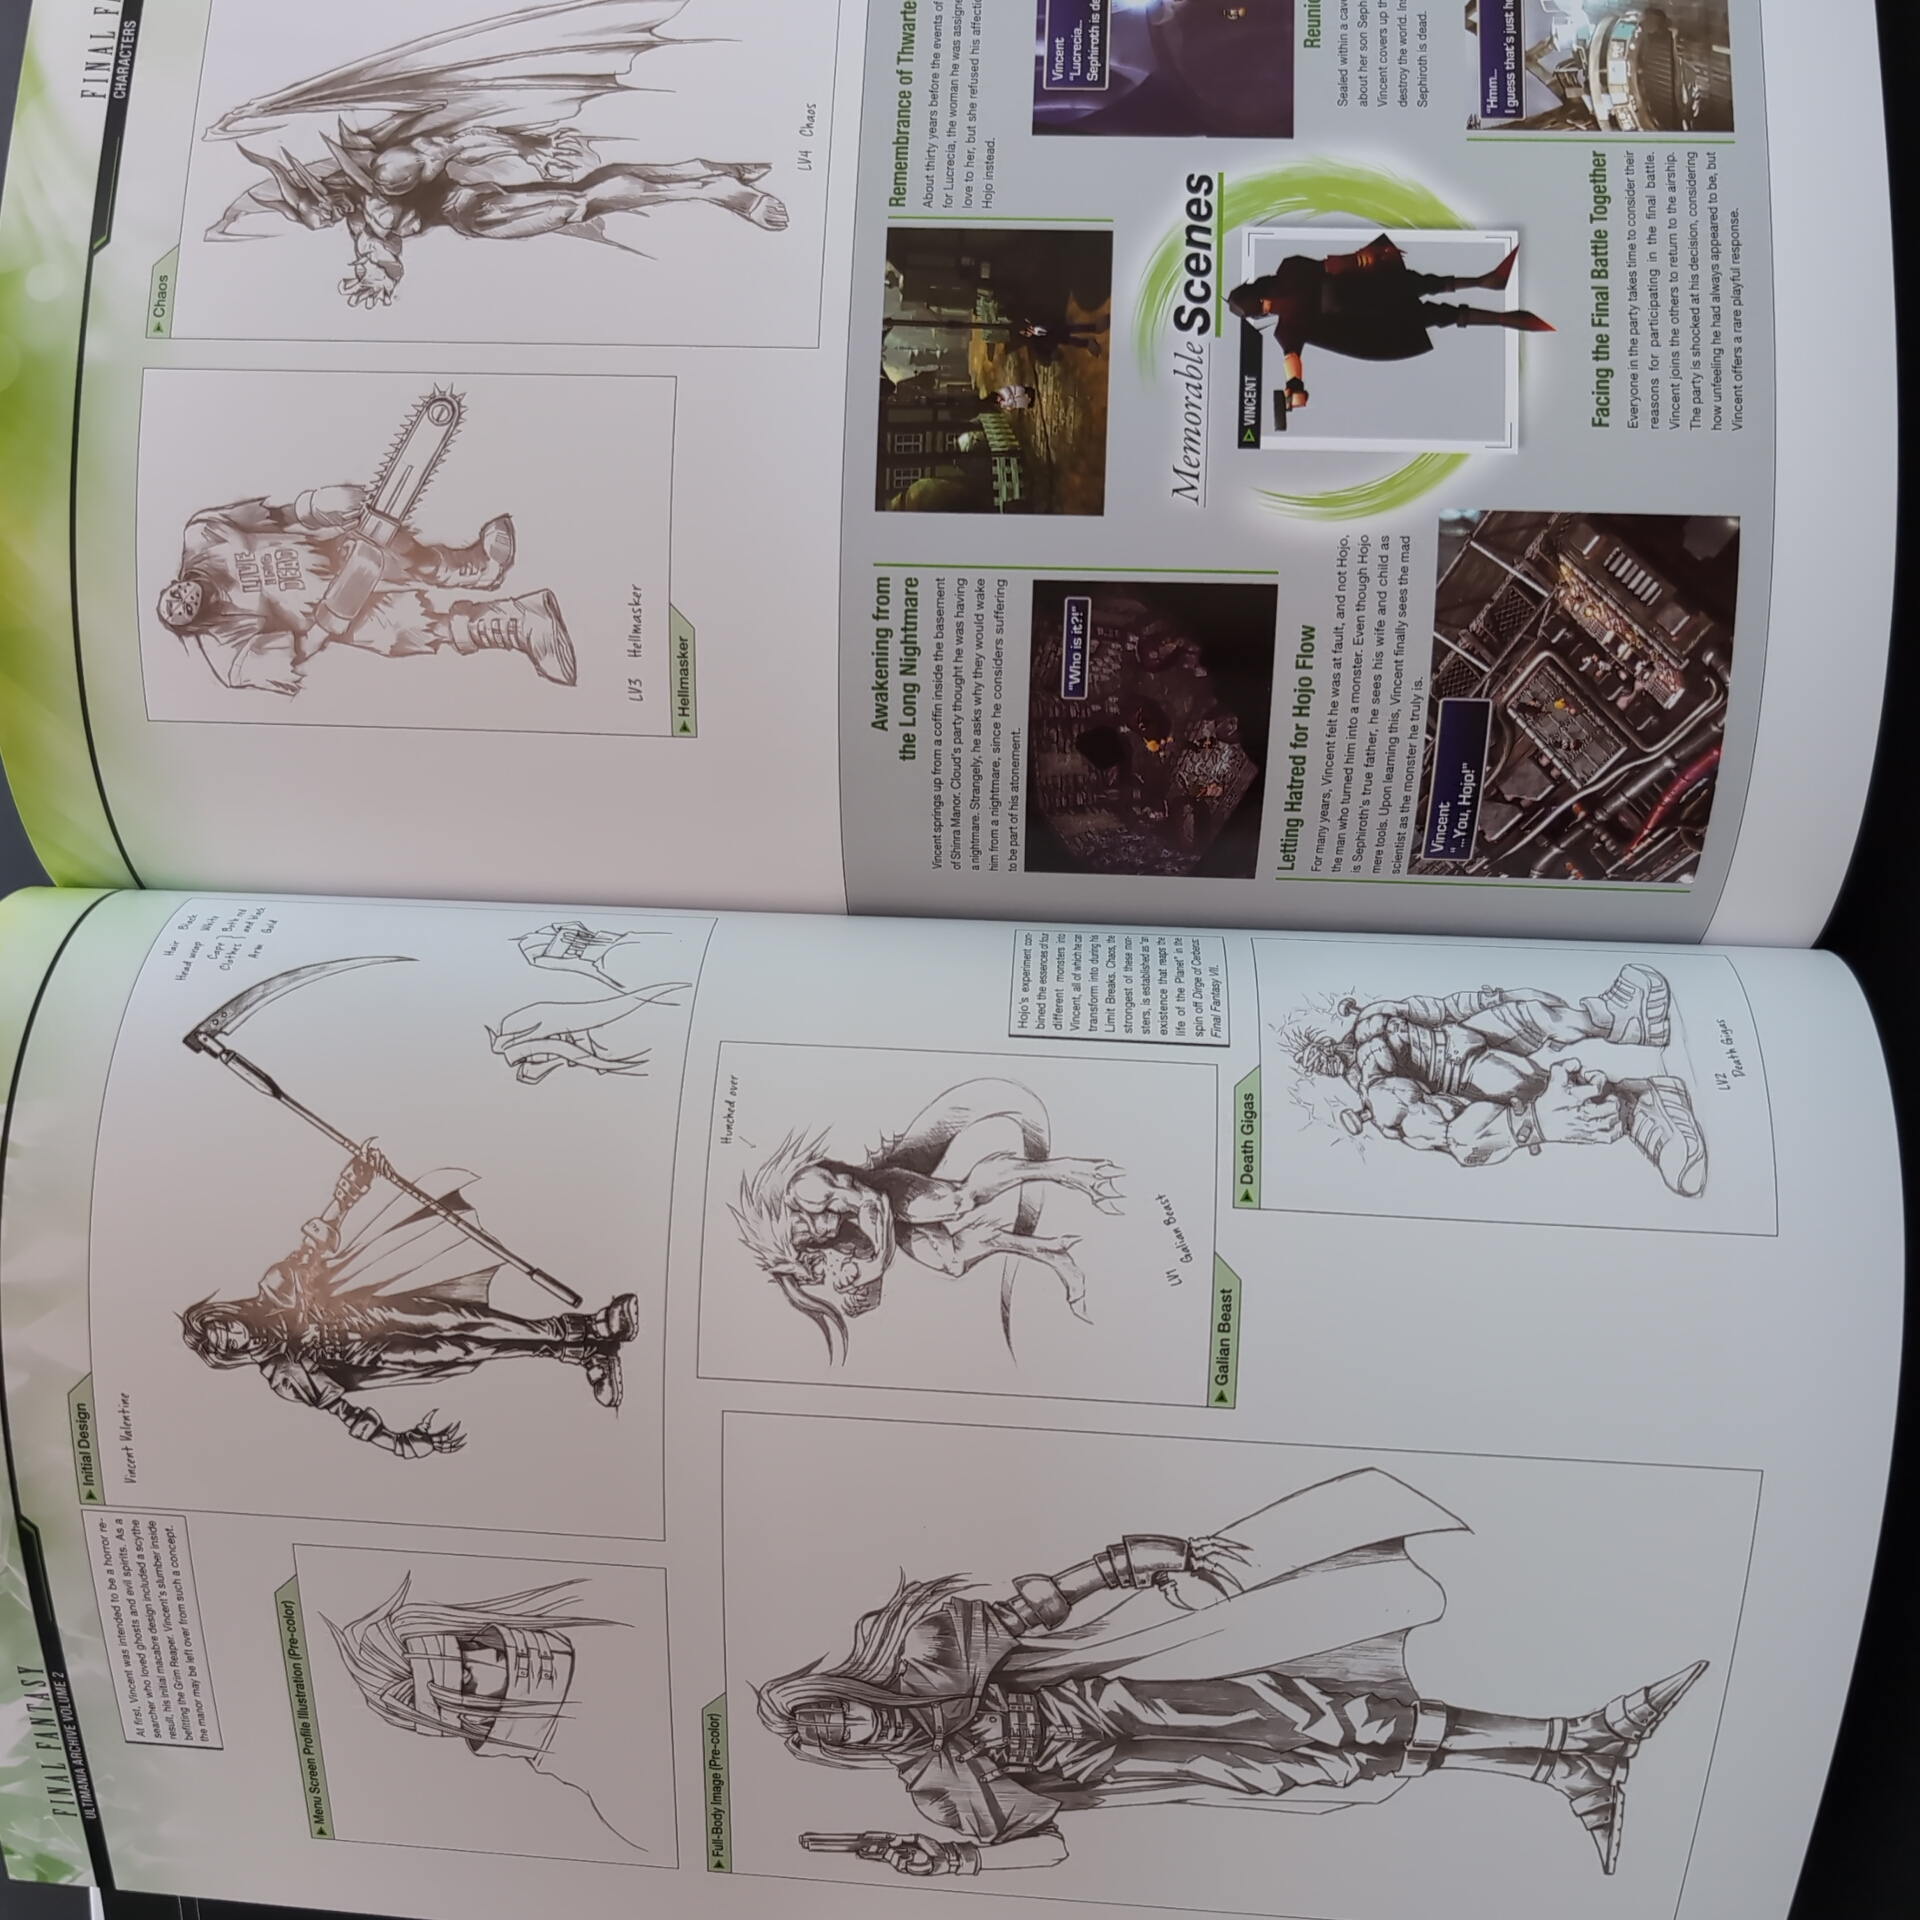 FINAL FANTASY
ULTIMANIA ARCHIVE VOLUME 2
At first, Vincent was intended to be a horror re-
searcher who loved ghosts and evil spirits. As a
result, his initial macabre design included a scythe
befitting the Grim Reaper. Vincent's slumber inside
the manor may be left over from such a concept.
Initial Design
Vincent Valentine
Hair Black
Head wrap White
Cape
Clothes
Both red
and black
Arm Gold
Menu Screen Profile Illustration (Pre-color)
Full-Body Image (Pre-color)
Hunched over
LV1
Galian Beast
Galian Beast
Hojo's experiment com-
bined the essences of four
different monsters into
Vincent, all of which he can
transform into during his
Limit Breaks. Chaos, the
strongest of these mon-
sters, is established as "an
existence that reaps the
life of the Planet" in the
spin off Dirge of Cerberus:
Final Fantasy VII.
Death Gigas
LV2
Death Gigas
FINAL
CHARACTERS
LIVE
DEAD
LV3 Hellmasker
Hellmasker
Chaos
LV4 Chaos
Awakening from
the Long Nightmare
Vincent springs up from a coffin inside the basement
of Shinra Manor. Cloud's party thought he was having
a nightmare. Strangely, he asks why they would wake
him from a nightmare, since he considers suffering
to be part of his atonement.
"Who is it?!"
Letting Hatred for Hojo Flow
For many years, Vincent felt he was at fault, and not Hojo,
the man who turned him into a monster. Even though Hojo
is Sephiroth's true father, he sees his wife and child as
mere tools. Upon learning this, Vincent finally sees the mad
scientist as the monster he truly is.
Vincent
"...You, Hojo!"
Remembrance of Thwarte
About thirty years before the events of
for Lucrecia, the woman he was assigne
love to her, but she refused his affecti
Hojo instead.
Vincent
"Lucrecia...
Sephiroth is de
Memorable Scenes
VINCENT
Reuni
Sealed within a cav
about her son Seph
Vincent covers up th
destroy the world. In
Sephiroth is dead.
"Hmm...
I guess that's just h
Facing the Final Battle Together
Everyone in the party takes time to consider their
reasons for participating in the final battle.
Vincent joins the others to return to the airship.
The party is shocked at his decision, considering
how unfeeling he had always appeared to be, but
Vincent offers a rare playful response.